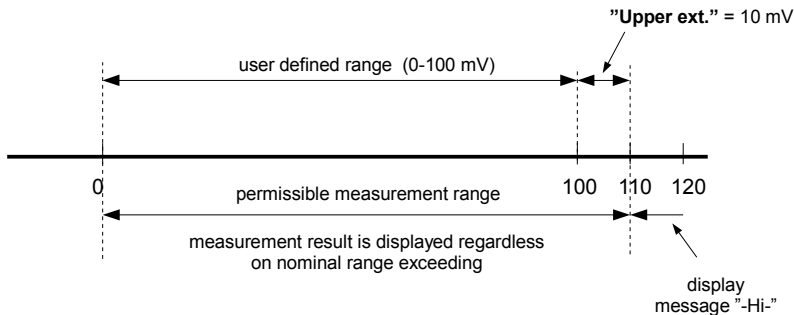 ”Upper ext.” = 10 mV
user defined range (0-100 mV)
0
100
110
120
permissible measurement range
measurement result is displayed regardless
on nominal range exceeding
display
message ”-Hi-”